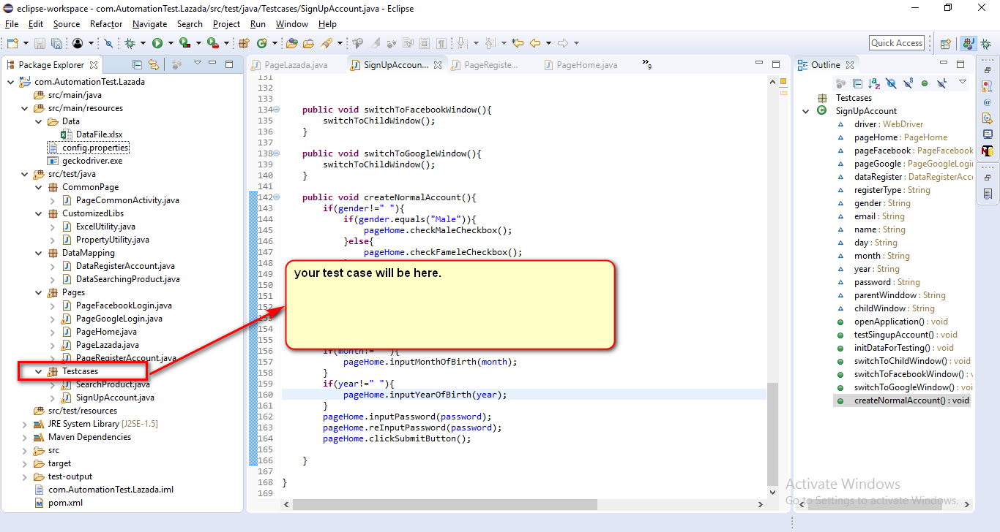 eclipse-workspace - com.AutomationTest.Lazada/src/test/java/Testcases/SignUpAccount.java - Eclipse
File Edit Source Refactor Navigate Search Project Run Window Help
Quick Access
Package Explorer
com.AutomationTest.Lazada
src/main/java
src/main/resources
Data
DataFile.xlsx
config.properties
geckodriver.exe
src/test/java
CommonPage
PageCommonActivity.java
CustomizedLibs
ExcelUtility.java
PropertyUtility.java
DataMapping
DataRegisterAccount.java
DataSearchingProduct.java
Pages
PageFacebookLogin.java
PageGoogleLogin.java
PageHome.java
PageLazada.java
PageRegisterAccount.java
Testcases
SearchProduct.java
SignUpAccount.java
src/test/resources
JRE System Library [J2SE-1.5]
Maven Dependencies
src
target
test-output
com.AutomationTest.Lazada.iml
pom.xml
PageLazada.java SignUpAccoun... PageRegiste... PageHome.java »9
131
132
133
134 public void switchToFacebookWindow(){
135 switchToChildWindow();
136 }
137
138 public void switchToGoogleWindow(){
139 switchToChildWindow();
140 }
141
142 public void createNormalAccount(){
143 if(gender!=" "){
144 if(gender.equals("Male")){
145 pageHome.checkMaleCheckbox();
146 }else{
147 pageHome.checkFameleCheckbox();
148
149
your test case will be here.
150
151
152
153
154
155
156 if(month!=" "){
157 pageHome.inputMonthOfBirth(month);
158 }
159 if(year!=" "){
160 pageHome.inputYearOfBirth(year);
161 }
162 pageHome.inputPassword(password);
163 pageHome.reInputPassword(password);
164 pageHome.clickSubmitButton();
165
166 }
167
168 }
169
Outline
Testcases
SignUpAccount
driver : WebDriver
pageHome : PageHome
pageFacebook : PageFacebook
pageGoogle : PageGoogleLogi
dataRegister : DataRegisterAcc
registerType : String
gender : String
email : String
name : String
day : String
month : String
year : String
password : String
parentWinddow : String
childWindow : String
openApplication() : void
testSingupAccount() : void
initDataForTesting() : void
switchToChildWindow() : void
switchToFacebookWindow() : v
switchToGoogleWindow() : voi
createNormalAccount() : void
Activate Windows
Go to Settings to activate Windows.